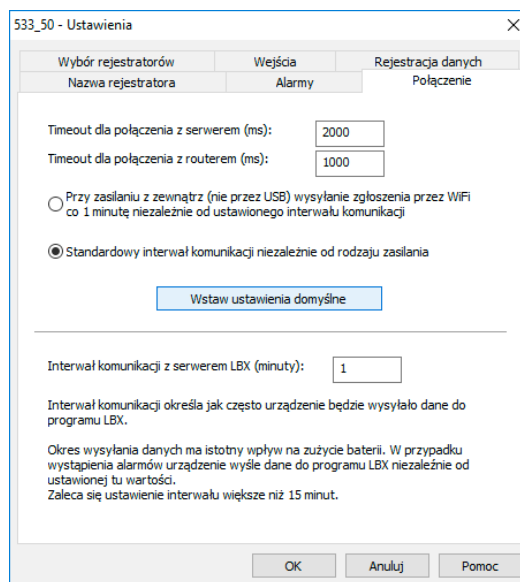 533_50 - Ustawienia
Wybór rejestratorów
Wejścia
Rejestracja danych
Nazwa rejestratora
Alarmy
Połączenie
Timeout dla połączenia z serwerem (ms):
2000
Timeout dla połączenia z routerem (ms):
1000
Przy zasilaniu z zewnątrz (nie przez USB) wysyłanie zgłoszenia przez WiFi
co 1 minutę niezależnie od ustawionego interwału komunikacji
Standardowy interwał komunikacji niezależnie od rodzaju zasilania
Wstaw ustawienia domyślne
Interwał komunikacji z serwerem LBX (minuty):
1
Interwał komunikacji określa jak często urządzenie będzie wysyłało dane do
programu LBX.
Okres wysyłania danych ma istotny wpływ na zużycie baterii. W przypadku
wystąpienia alarmów urządzenie wyśle dane do programu LBX niezaleźnie od
ustawionej tu wartości.
Zaleca się ustawienie interwału większe niż 15 minut.
OK
Anuluj
Pomoc